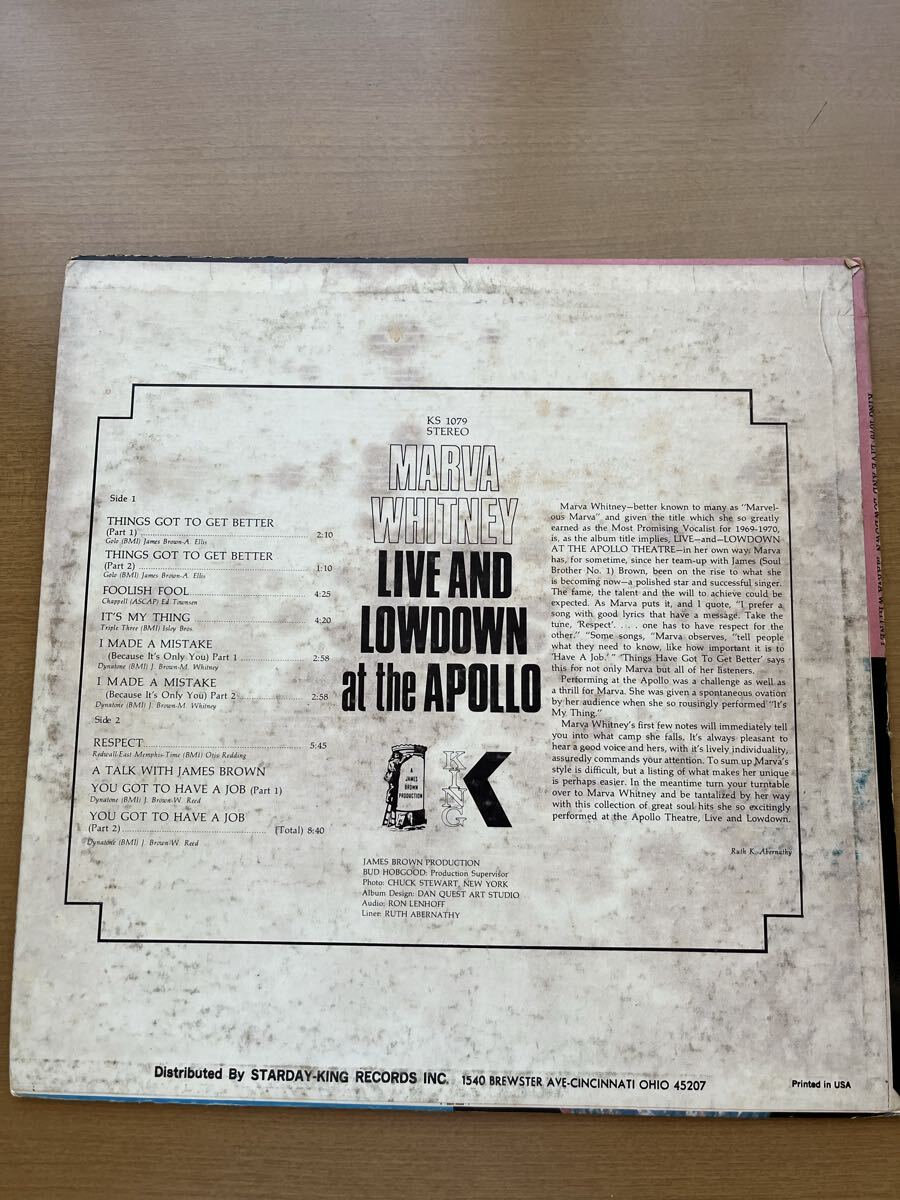 KS 1079
STEREO
MARVA
WHITNEY
LIVE AND
LOWDOWN
at the APOLLO
Side 1
THINGS GOT TO GET BETTER
(Part 1) 2:10
Golo (BMI) James Brown-A. Ellis
THINGS GOT TO GET BETTER
(Part 2) 1:10
Golo (BMI) James Brown-A. Ellis
FOOLISH FOOL 4:25
Chappell (ASCAP) Ed Townsen
IT'S MY THING 4:20
Triple Three (BMI) Isley Bros.
I MADE A MISTAKE
(Because It's Only You) Part 1 2:58
Dynatone (BMI) J. Brown-M. Whitney
I MADE A MISTAKE
(Because It's Only You) Part 2 2:58
Dynatone (BMI) J. Brown-M. Whitney
Side 2
RESPECT 5:45
Redwall-East Memphis-Time (BMI) Otis Redding
A TALK WITH JAMES BROWN
YOU GOT TO HAVE A JOB (Part 1)
Dynatone (BMI) J. Brown-W. Reed
YOU GOT TO HAVE A JOB
(Part 2) (Total) 8:40
Dynatone (BMI) J. Brown-W. Reed
A
JAMES
BROWN
PRODUCTION
KING
K
JAMES BROWN PRODUCTION
BUD HOBGOOD: Production Supervisor
Photo: CHUCK STEWART, NEW YORK
Album Design: DAN QUEST ART STUDIO
Audio: RON LENHOFF
Liner: RUTH ABERNATHY
Marva Whitney—better known to many as "Marvel-
ous Marva" and given the title which she so greatly
earned as the Most Promising Vocalist for 1969-1970,
is, as the album title implies, LIVE—and—LOWDOWN
AT THE APOLLO THEATRE—in her own way. Marva
has, for sometime, since her team-up with James (Soul
Brother No. 1) Brown, been on the rise to what she
is becoming now—a polished star and successful singer.
The fame, the talent and the will to achieve could be
expected. As Marva puts it, and I quote, "I prefer a
song with good lyrics that have a message. Take the
tune, 'Respect'. . . . . one has to have respect for the
other." "Some songs, "Marva observes, "tell people
what they need to know, like how important it is to
'Have A Job.' " 'Things Have Got To Get Better' says
this for not only Marva but all of her listeners.
Performing at the Apollo was a challenge as well as
a thrill for Marva. She was given a spontaneous ovation
by her audience when she so rousingly performed "It's
My Thing."
Marva Whitney's first few notes will immediately tell
you into what camp she falls. It's always pleasant to
hear a good voice and hers, with it's lively individuality,
assuredly commands your attention. To sum up Marva's
style is difficult, but a listing of what makes her unique
is perhaps easier. In the meantime turn your turntable
over to Marva Whitney and be tantalized by her way
with this collection of great soul hits she so excitingly
performed at the Apollo Theatre, Live and Lowdown.
Ruth K. Abernathy
Distributed By STARDAY-KING RECORDS INC. 1540 BREWSTER AVE-CINCINNATI OHIO 45207
Printed in USA
KING 1079 LIVE AND LOWDOWN MARVA WHITNEY